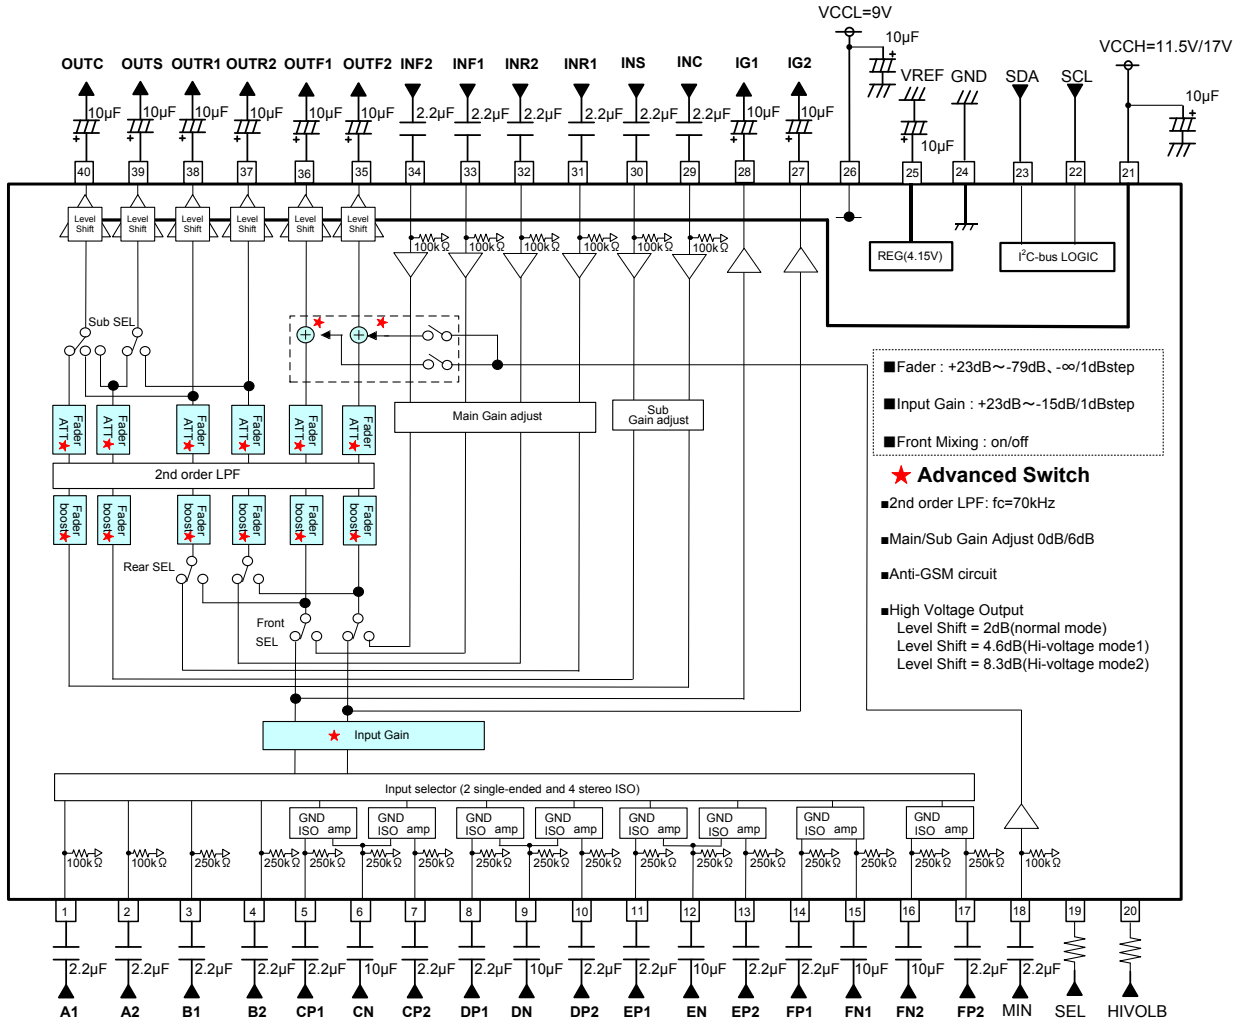 VCCL=9V
10µF
VCCH=11.5V/17V
OUTC OUTS OUTR1 OUTR2 OUTF1 OUTF2 INF2 INF1 INR2 INR1 INS INC IG1 IG2 VREF GND SDA SCL
10µF 10µF 10µF 10µF 10µF 10µF 2.2µF 2.2µF 2.2µF 2.2µF 2.2µF 2.2µF 10µF 10µF 10µF
10µF
40 39 38 37 36 35 34 33 32 31 30 29 28 27 26 25 24 23 22 21
Level Shift Level Shift Level Shift Level Shift Level Shift Level Shift
100kΩ 100kΩ 100kΩ 100kΩ 100kΩ 100kΩ
REG(4.15V)
I²C-bus LOGIC
Sub SEL
+ +
■Fader : +23dB～-79dB、-∞/1dBstep
■Input Gain : +23dB～-15dB/1dBstep
■Front Mixing : on/off
Main Gain adjust
Sub
Gain adjust
Fader ATT Fader ATT Fader ATT Fader ATT Fader ATT Fader ATT
2nd order LPF
Fader boost Fader boost Fader boost Fader boost Fader boost Fader boost
★ Advanced Switch
■2nd order LPF: fc=70kHz
■Main/Sub Gain Adjust 0dB/6dB
■Anti-GSM circuit
■High Voltage Output
Level Shift = 2dB(normal mode)
Level Shift = 4.6dB(Hi-voltage mode1)
Level Shift = 8.3dB(Hi-voltage mode2)
Rear SEL
Front
SEL
★ Input Gain
Input selector (2 single-ended and 4 stereo ISO)
GND ISO amp GND ISO amp GND ISO amp GND ISO amp GND ISO amp GND ISO amp GND ISO amp GND ISO amp
100kΩ 100kΩ 250kΩ 250kΩ 250kΩ 250kΩ 250kΩ 250kΩ 250kΩ 250kΩ 250kΩ 250kΩ 250kΩ 250kΩ 250kΩ 250kΩ 250kΩ 100kΩ
1 2 3 4 5 6 7 8 9 10 11 12 13 14 15 16 17 18 19 20
2.2µF 2.2µF 2.2µF 2.2µF 2.2µF 10µF 2.2µF 2.2µF 10µF 2.2µF 2.2µF 10µF 2.2µF 2.2µF 10µF 10µF 2.2µF 2.2µF
A1 A2 B1 B2 CP1 CN CP2 DP1 DN DP2 EP1 EN EP2 FP1 FN1 FN2 FP2 MIN SEL HIVOLB